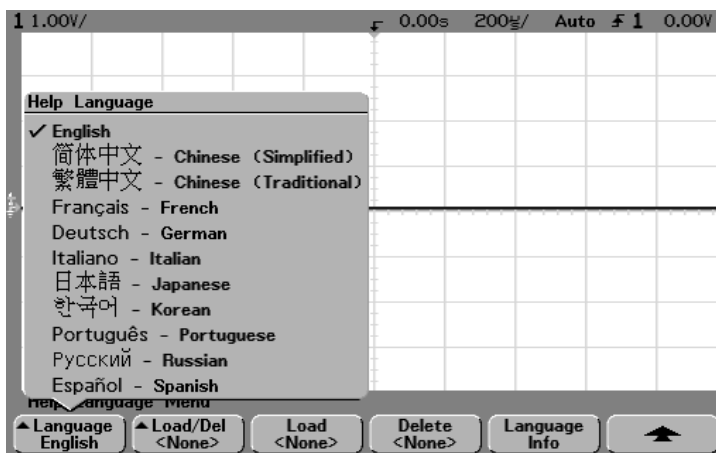 1 1.00V/ 0.00s 200 / Auto 1 0.00V
Help Language
English
简体中文 - Chinese (Simplified)
繁體中文 - Chinese (Traditional)
Français - French
Deutsch - German
Italiano - Italian
日本語 - Japanese
한국어 - Korean
Português - Portuguese
Русский - Russian
Español - Spanish
Help Language Menu
Language English
Load/Del <None>
Load <None>
Delete <None>
Language Info